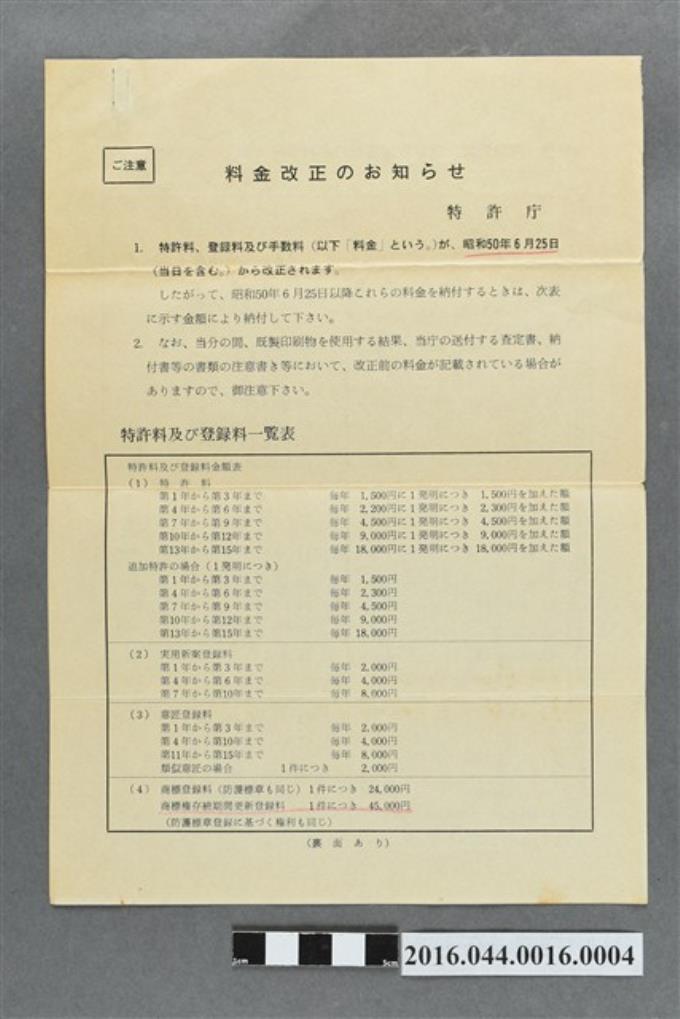 ご注意
料金改正のお知らせ
特許庁
1. 特許料、登録料及び手数料（以下「料金」という。）が、昭和50年6月25日
（当日を含む。）から改正されます。
したがって、昭和50年6月25日以降これらの料金を納付するときは、次表
に示す金額により納付して下さい。
2. なお、当分の間、既製印刷物を使用する結果、当庁の送付する査定書、納
付書等の書類の注意書き等において、改正前の料金が記載されている場合が
ありますので、御注意下さい。
特許料及び登録料一覧表
特許料及び登録料金額表
(1) 特許料
第1年から第3年まで 毎年 1,500円に1発明につき 1,500円を加えた額
第4年から第6年まで 毎年 2,200円に1発明につき 2,300円を加えた額
第7年から第9年まで 毎年 4,500円に1発明につき 4,500円を加えた額
第10年から第12年まで 毎年 9,000円に1発明につき 9,000円を加えた額
第13年から第15年まで 毎年 18,000円に1発明につき 18,000円を加えた額
追加特許の場合（1発明につき）
第1年から第3年まで 毎年 1,500円
第4年から第6年まで 毎年 2,300円
第7年から第9年まで 毎年 4,500円
第10年から第12年まで 毎年 9,000円
第13年から第15年まで 毎年 18,000円
(2) 実用新案登録料
第1年から第3年まで 毎年 2,000円
第4年から第6年まで 毎年 4,000円
第7年から第10年まで 毎年 8,000円
(3) 意匠登録料
第1年から第3年まで 毎年 2,000円
第4年から第10年まで 毎年 4,000円
第11年から第15年まで 毎年 8,000円
類似意匠の場合 1件につき 2,000円
(4) 商標登録料（防護標章も同じ）1件につき 24,000円
商標権存続期間更新登録料 1件につき 45,000円
（防護標章登録に基づく権利も同じ）
（裏面あり）
5cm
2016.044.0016.0004